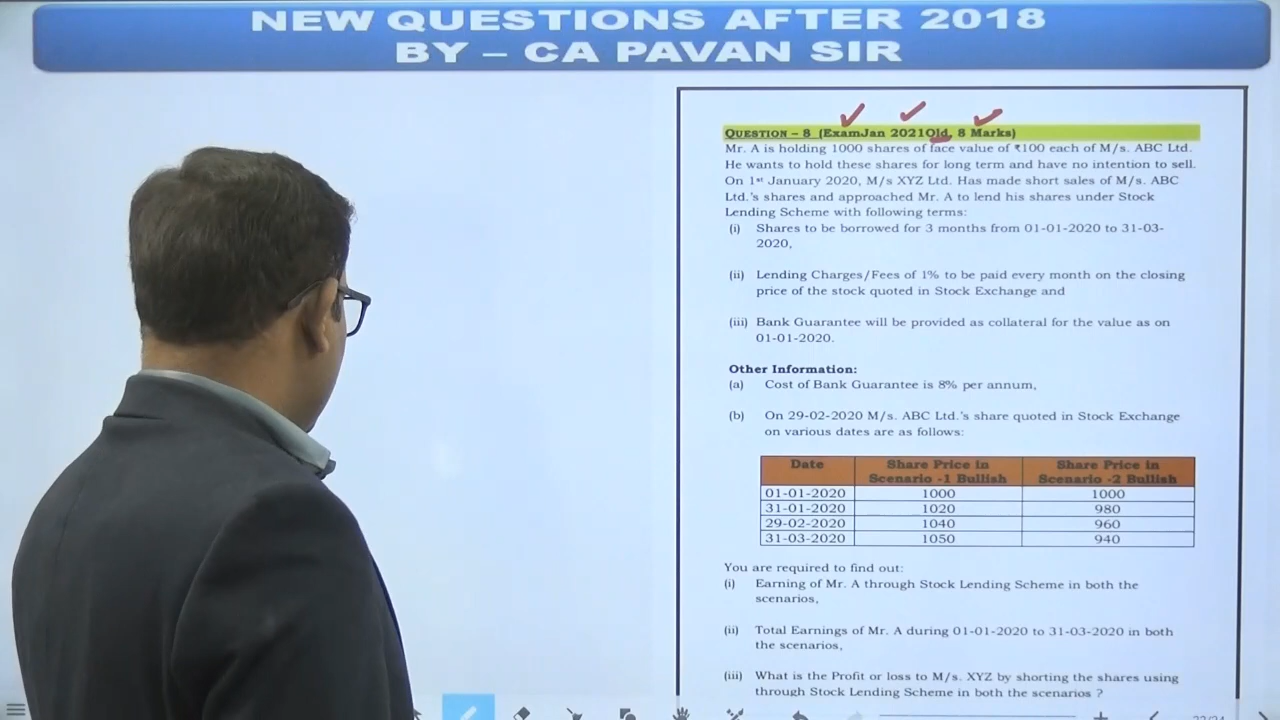 NEW QUESTIONS AFTER 2018
BY – CA PAVAN SIR
QUESTION – 8 (ExamJan 2021Old, 8 Marks)
Mr. A is holding 1000 shares of face value of ₹100 each of M/s. ABC Ltd.
He wants to hold these shares for long term and have no intention to sell.
On 1st January 2020, M/s XYZ Ltd. Has made short sales of M/s. ABC
Ltd.'s shares and approached Mr. A to lend his shares under Stock
Lending Scheme with following terms:
(i) Shares to be borrowed for 3 months from 01-01-2020 to 31-03-
2020,
(ii) Lending Charges/Fees of 1% to be paid every month on the closing
price of the stock quoted in Stock Exchange and
(iii) Bank Guarantee will be provided as collateral for the value as on
01-01-2020.
Other Information:
(a) Cost of Bank Guarantee is 8% per annum,
(b) On 29-02-2020 M/s. ABC Ltd.'s share quoted in Stock Exchange
on various dates are as follows:
Date Share Price in Share Price in
Scenario -1 Bullish Scenario -2 Bullish
01-01-2020 1000 1000
31-01-2020 1020 980
29-02-2020 1040 960
31-03-2020 1050 940
You are required to find out:
(i) Earning of Mr. A through Stock Lending Scheme in both the
scenarios,
(ii) Total Earnings of Mr. A during 01-01-2020 to 31-03-2020 in both
the scenarios,
(iii) What is the Profit or loss to M/s. XYZ by shorting the shares using
through Stock Lending Scheme in both the scenarios ?